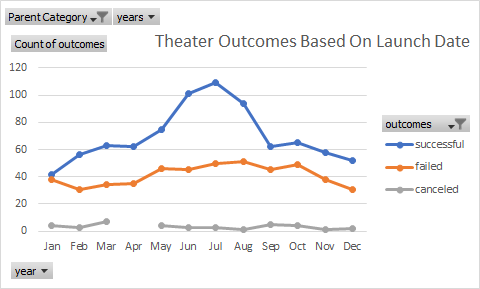 Parent Category years
Count of outcomes
Theater Outcomes Based On Launch Date
120
100
80
60
40
20
0
Jan Feb Mar Apr May Jun Jul Aug Sep Oct Nov Dec
outcomes
successful
failed
canceled
year